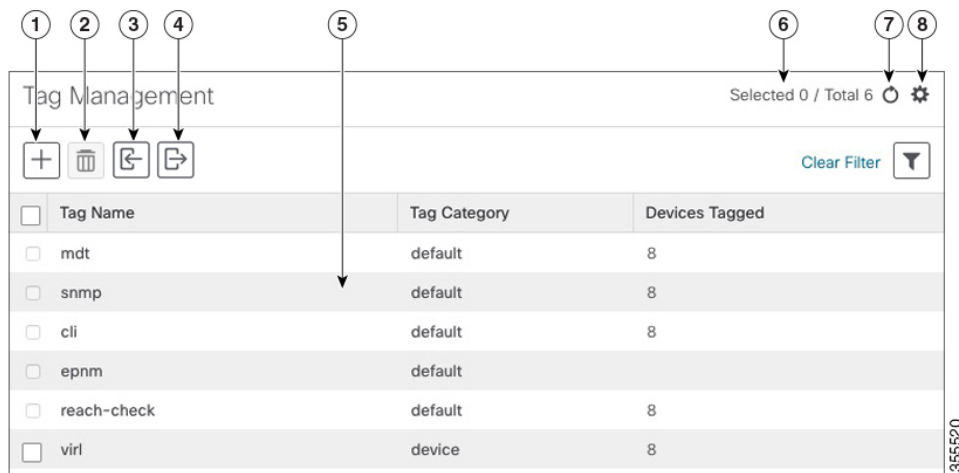 1 2 3 4 5 6 7 8
Tag Management
Selected 0 / Total 6
Clear Filter
Tag Name Tag Category Devices Tagged
mdt default 8
snmp default 8
cli default 8
epnm default
reach-check default 8
virl device 8
355520